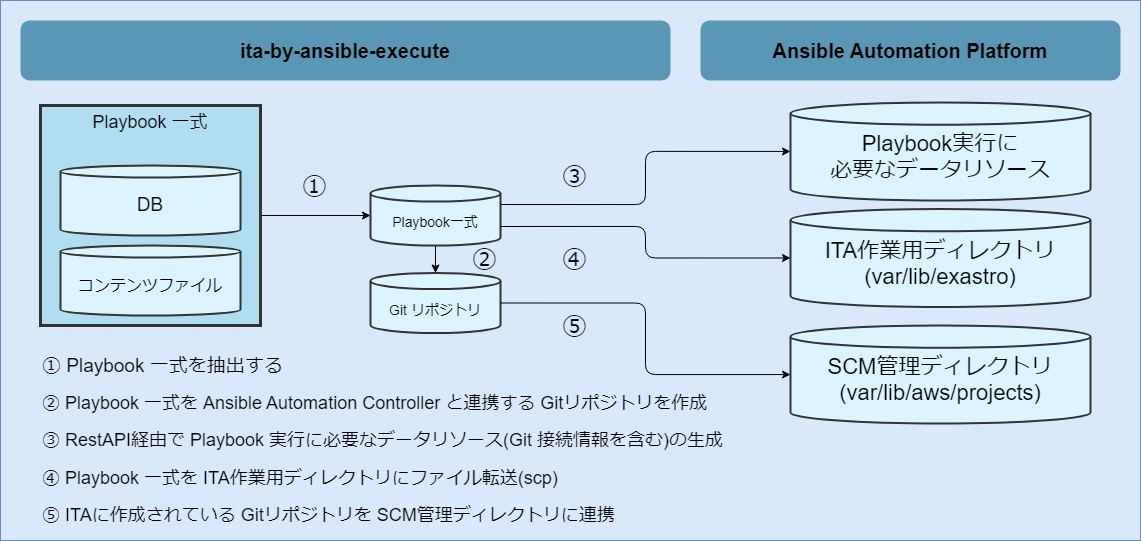 ita-by-ansible-execute
Ansible Automation Platform
Playbook 一式
DB
コンテンツファイル
①
Playbook一式
②
Git リポジトリ
③
④
⑤
Playbook実行に
必要なデータリソース
ITA作業用ディレクトリ
(var/lib/exastro)
SCM管理ディレクトリ
(var/lib/aws/projects)
① Playbook 一式を抽出する
② Playbook 一式を Ansible Automation Controller と連携する Gitリポジトリを作成
③ RestAPI経由で Playbook 実行に必要なデータリソース(Git 接続情報を含む)の生成
④ Playbook 一式を ITA作業用ディレクトリにファイル転送(scp)
⑤ ITAに作成されている Gitリポジトリを SCM管理ディレクトリに連携